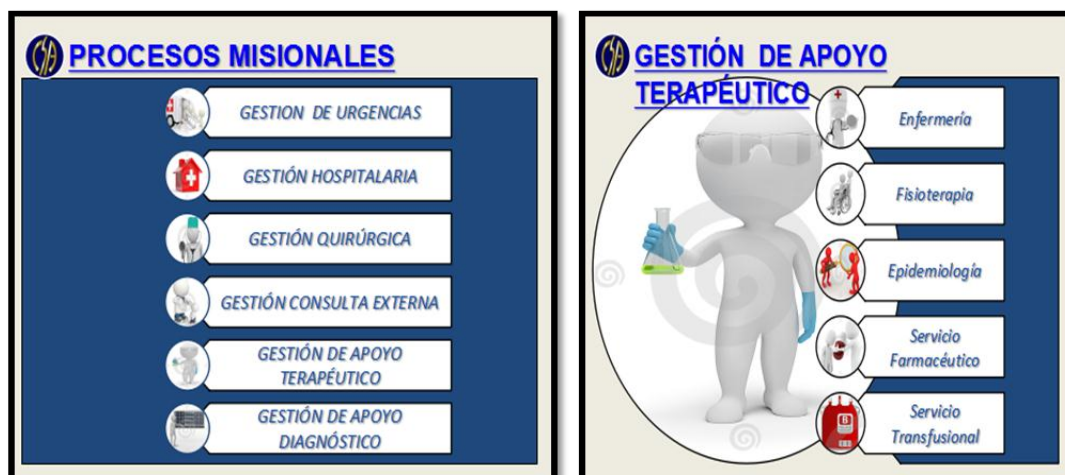 PROCESOS MISIONALES
GESTION DE URGENCIAS
GESTIÓN HOSPITALARIA
GESTIÓN QUIRÚRGICA
GESTIÓN CONSULTA EXTERNA
GESTIÓN DE APOYO
TERAPÉUTICO
GESTIÓN DE APOYO
DIAGNÓSTICO
GESTIÓN DE APOYO
TERAPÉUTICO
Enfermería
Fisioterapia
Epidemiología
Servicio
Farmacéutico
Servicio
Transfusional
B